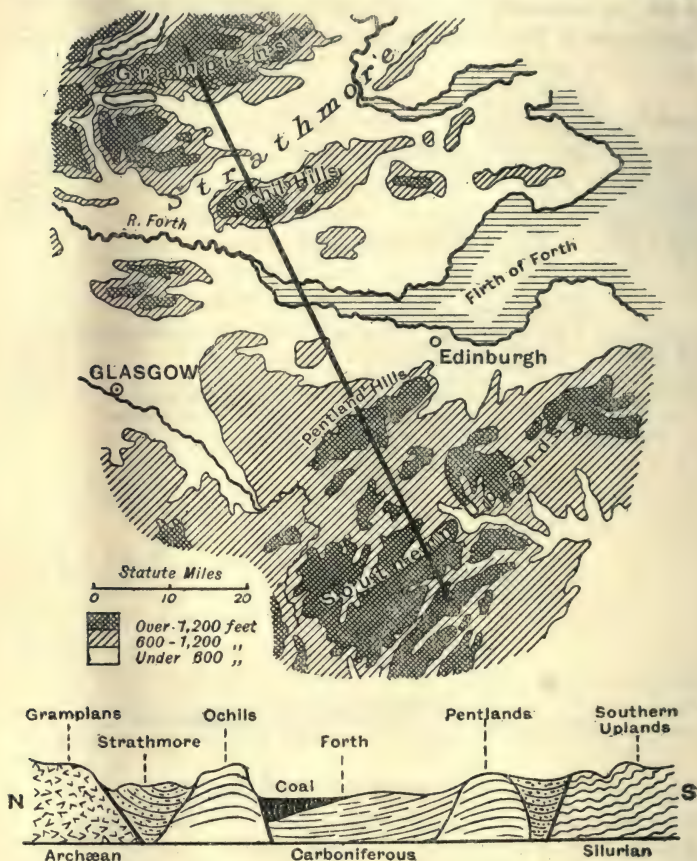 Grampians
Strathmore
Ochil Hills
R. Forth
Firth of Forth
Edinburgh
GLASGOW
Pentland Hills
Southern Uplands
Statute Miles
0 10 20
Over 1,200 feet
600-1,200 „
Under 600 „
Grampians Ochils Pentlands Southern
Strathmore Forth Uplands
Coal
N S
Archæan Carboniferous Silurian